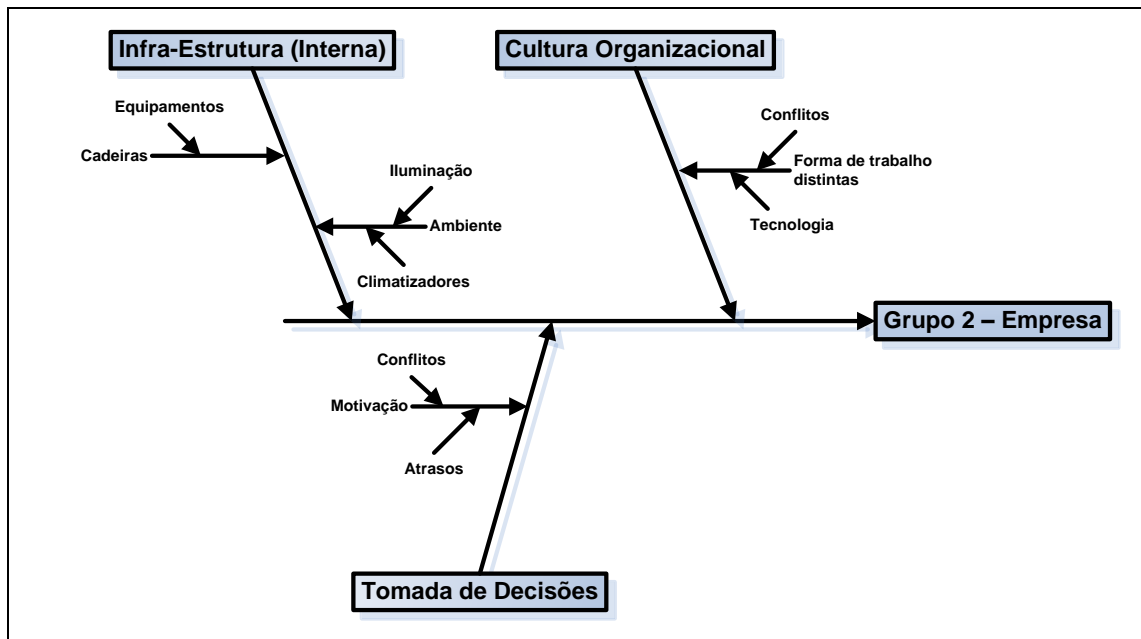 Infra-Estrutura (Interna)
Cultura Organizacional
Equipamentos
Cadeiras
Iluminação
Ambiente
Climatizadores
Conflitos
Forma de trabalho
distintas
Tecnologia
Grupo 2 – Empresa
Conflitos
Motivação
Atrasos
Tomada de Decisões